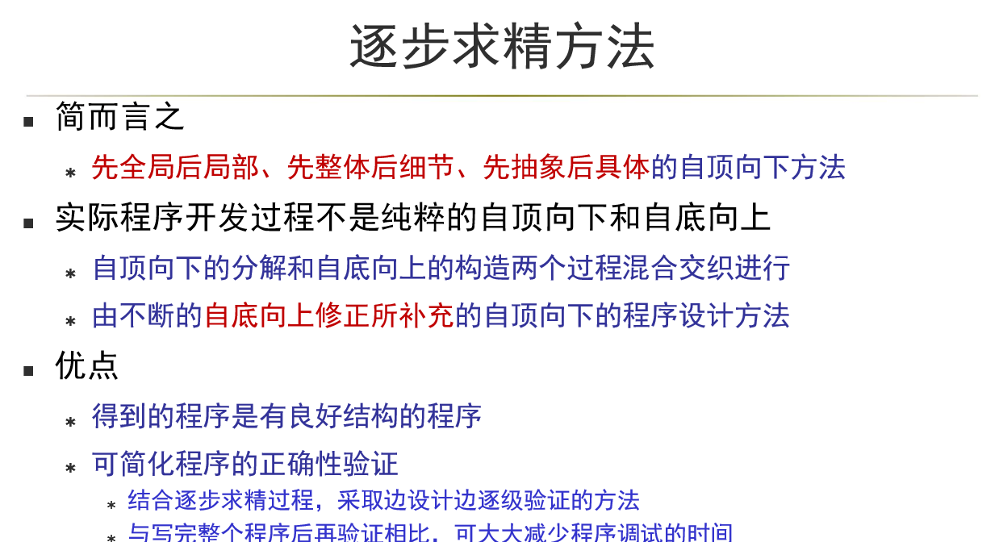 逐步求精方法
简而言之
先全局后局部、先整体后细节、先抽象后具体的自顶向下方法
实际程序开发过程不是纯粹的自顶向下和自底向上
自顶向下的分解和自底向上的构造两个过程混合交织进行
由不断的自底向上修正所补充的自顶向下的程序设计方法
优点
得到的程序是有良好结构的程序
可简化程序的正确性验证
结合逐步求精过程，采取边设计边逐级验证的方法
与写完整个程序后再验证相比，可大大减少程序调试的时间